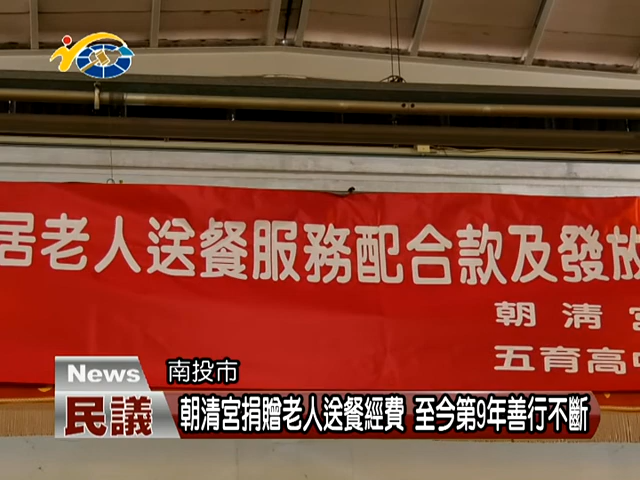 居老人送餐服務配合款及發放
朝清
五育高
News
南投市
民議
朝清宮捐贈老人送餐經費 至今第9年善行不斷